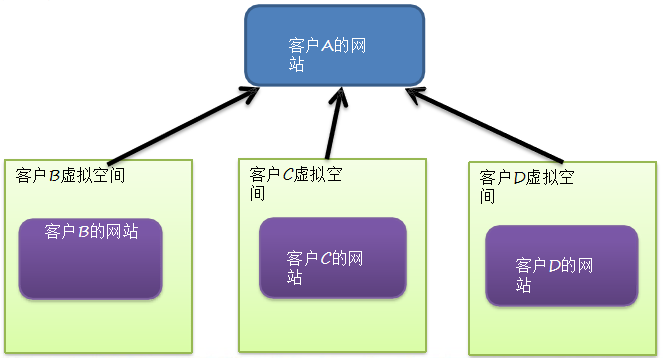 客户A的网
站
客户B虚拟空间
客户B的网站
客户C虚拟空
间
客户C的网
站
客户D虚拟空
间
客户D的网
站